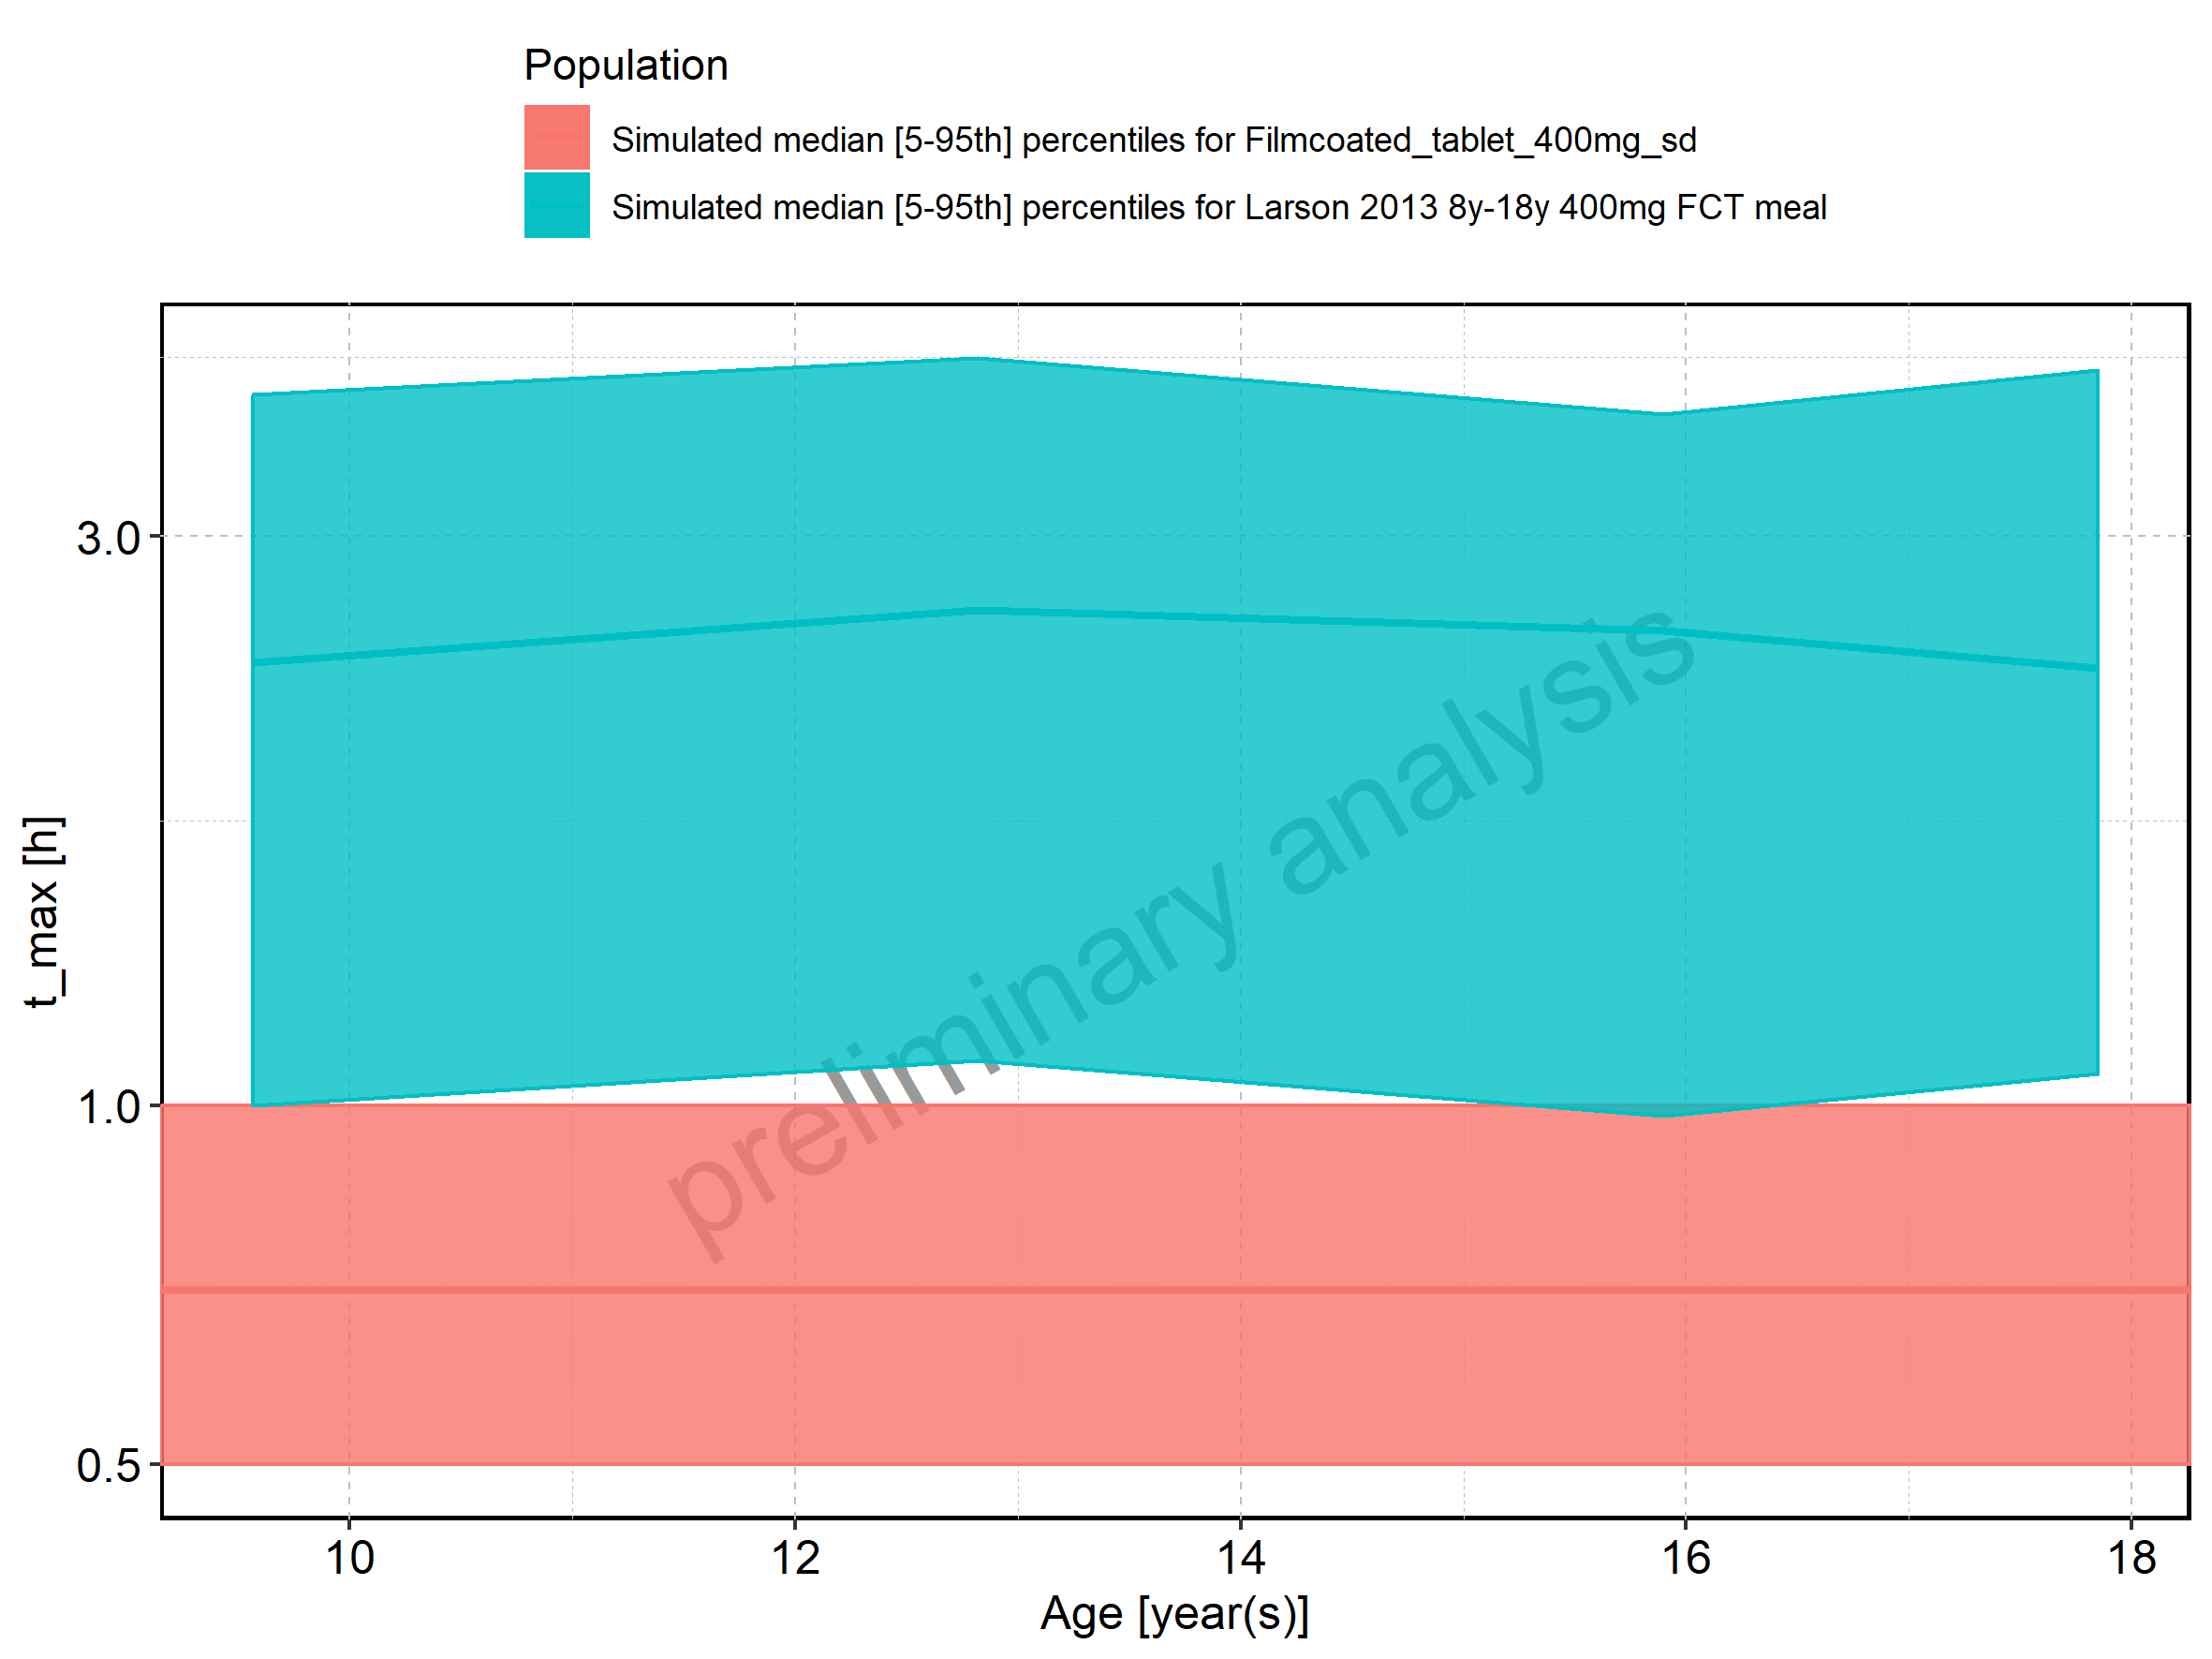 Population
Simulated median [5-95th] percentiles for Filmcoated_tablet_400mg_sd
Simulated median [5-95th] percentiles for Larson 2013 8y-18y 400mg FCT meal
t_max [h]
3.0
1.0
0.5
preliminary analysis
10 12 14 16 18
Age [year(s)]